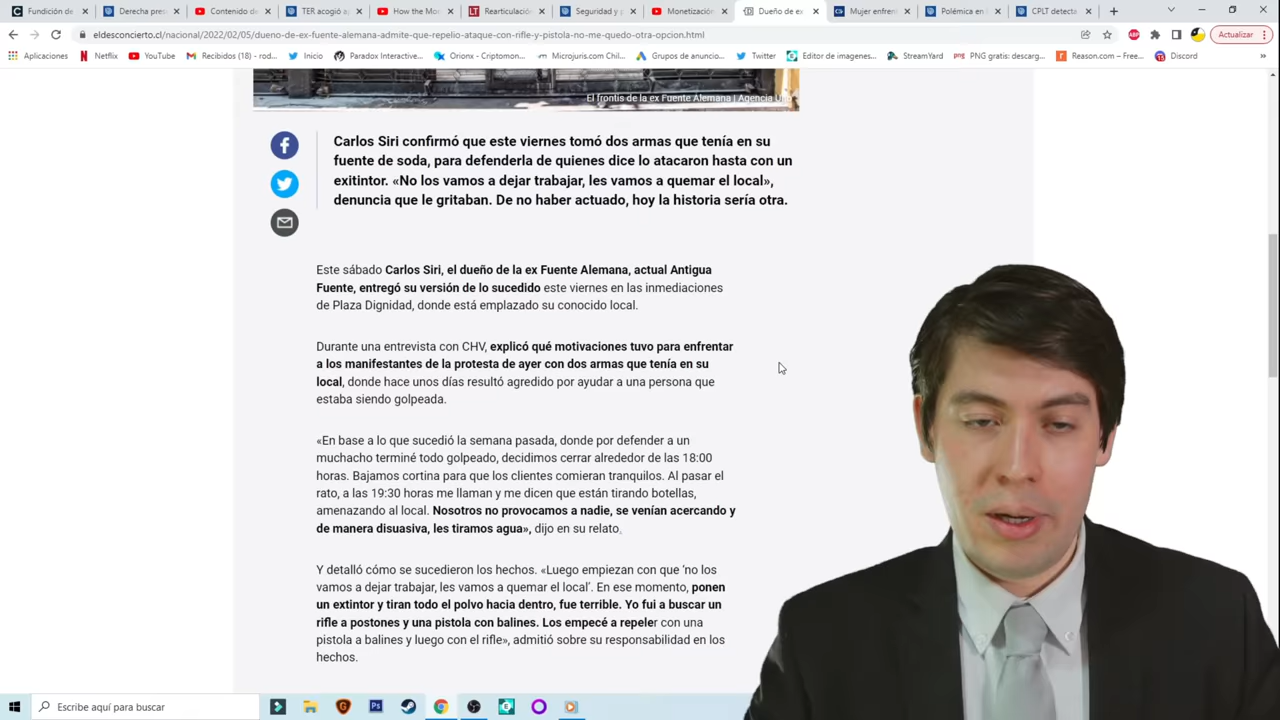 Fundición de
Derecha pres
Contenido de
TER acogió a
How the Moo
Rearticulación
Seguridad y p
Monetización
Dueño de ex
Mujer enfren
Polémica en
CPLT detecta
eldesconcierto.cl/nacional/2022/02/05/dueno-de-ex-fuente-alemana-admite-que-repelio-ataque-con-rifle-y-pistola-no-me-quedo-otra-opcion.html
ABP
Actualizar
Aplicaciones
Netflix
YouTube
Recibidos (18) - rod...
Inicio
Paradox Interactive...
Orionx - Criptomon...
Microjuris.com Chil...
Grupos de anuncio...
Twitter
Editor de imagenes...
StreamYard
PNG gratis: descarg...
Reason.com — Free...
Discord
El frontis de la ex Fuente Alemana | Agencia Uno
Carlos Siri confirmó que este viernes tomó dos armas que tenía en su
fuente de soda, para defenderla de quienes dice lo atacaron hasta con un
exitintor. «No los vamos a dejar trabajar, les vamos a quemar el local»,
denuncia que le gritaban. De no haber actuado, hoy la historia sería otra.
Este sábado Carlos Siri, el dueño de la ex Fuente Alemana, actual Antigua
Fuente, entregó su versión de lo sucedido este viernes en las inmediaciones
de Plaza Dignidad, donde está emplazado su conocido local.
Durante una entrevista con CHV, explicó qué motivaciones tuvo para enfrentar
a los manifestantes de la protesta de ayer con dos armas que tenía en su
local, donde hace unos días resultó agredido por ayudar a una persona que
estaba siendo golpeada.
«En base a lo que sucedió la semana pasada, donde por defender a un
muchacho terminé todo golpeado, decidimos cerrar alrededor de las 18:00
horas. Bajamos cortina para que los clientes comieran tranquilos. Al pasar el
rato, a las 19:30 horas me llaman y me dicen que están tirando botellas,
amenazando al local. Nosotros no provocamos a nadie, se venían acercando y
de manera disuasiva, les tiramos agua», dijo en su relato.
Y detalló cómo se sucedieron los hechos. «Luego empiezan con que 'no los
vamos a dejar trabajar, les vamos a quemar el local'. En ese momento, ponen
un extintor y tiran todo el polvo hacia dentro, fue terrible. Yo fui a buscar un
rifle a postones y una pistola con balines. Los empecé a repeler con una
pistola a balines y luego con el rifle», admitió sobre su responsabilidad en los
hechos.
Escribe aquí para buscar